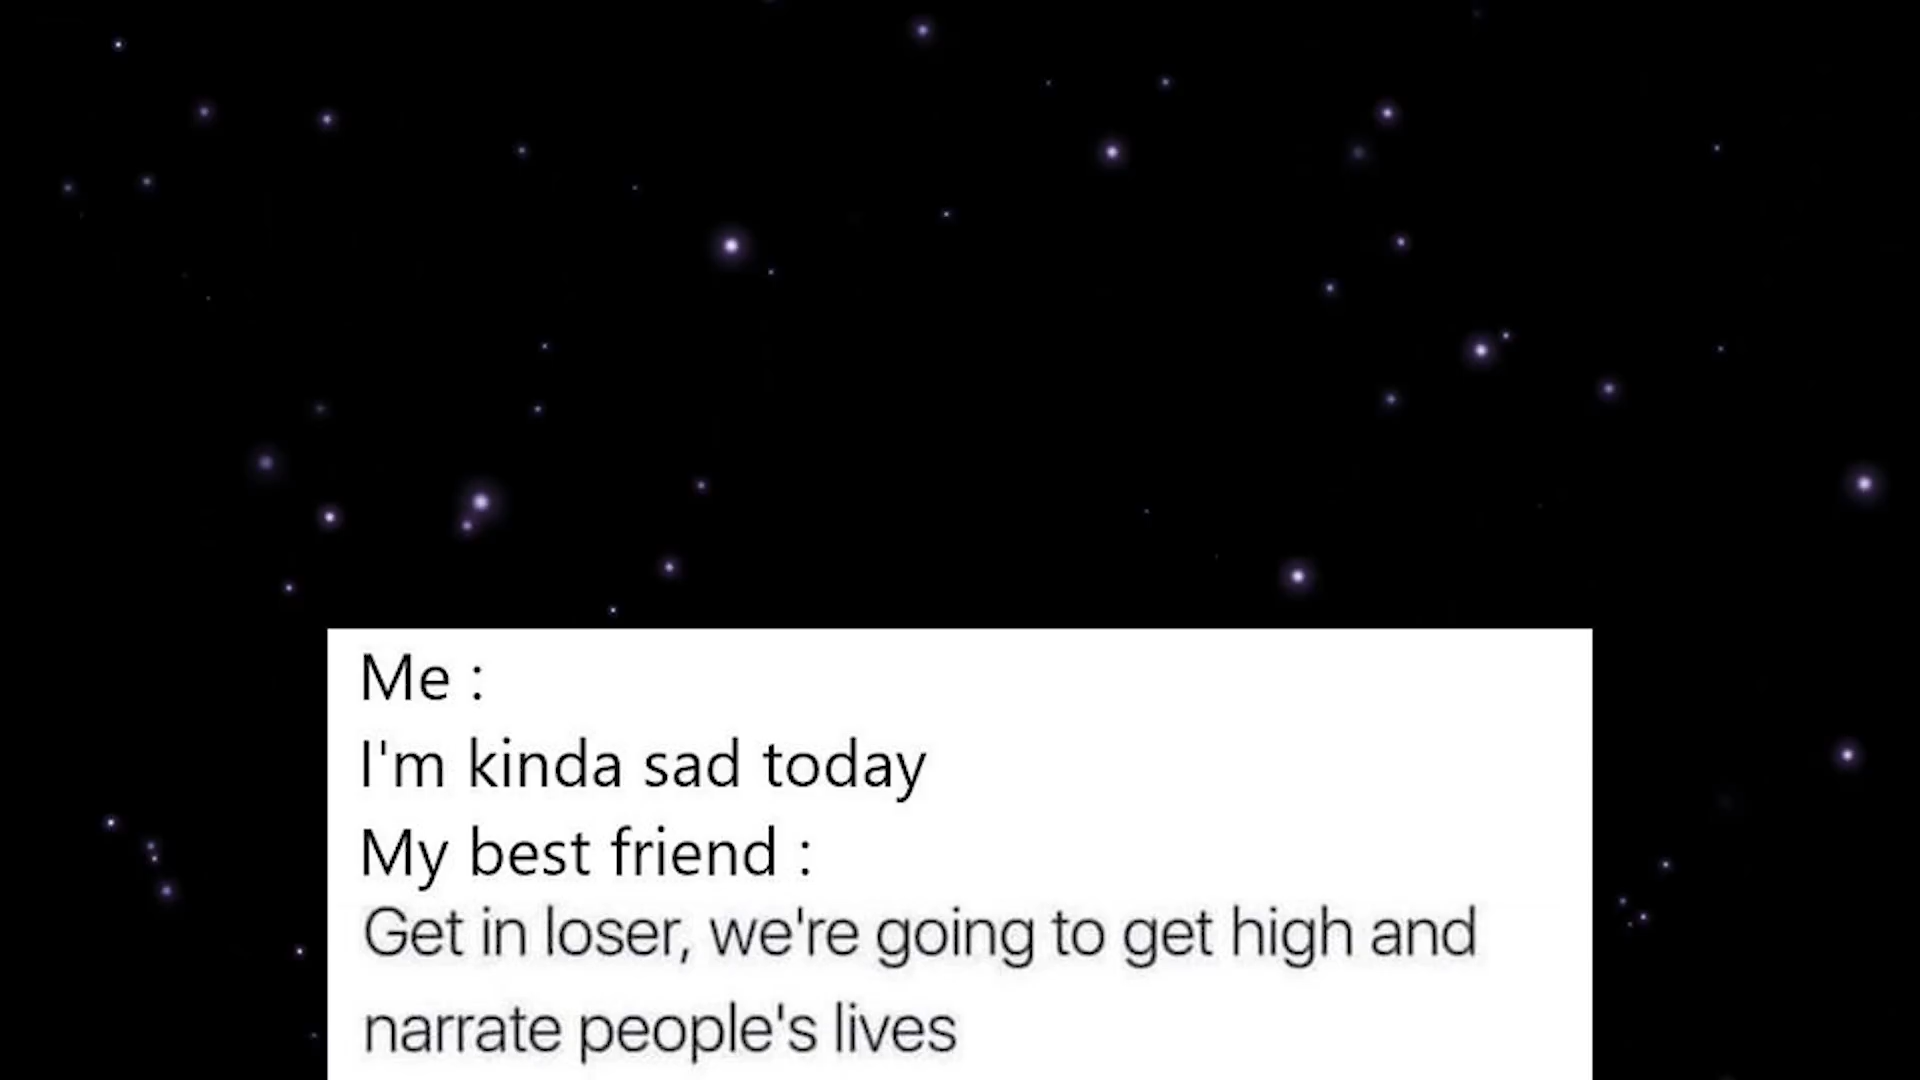 Me :
I'm kinda sad today
My best friend :
Get in loser, we're going to get high and
narrate people's lives